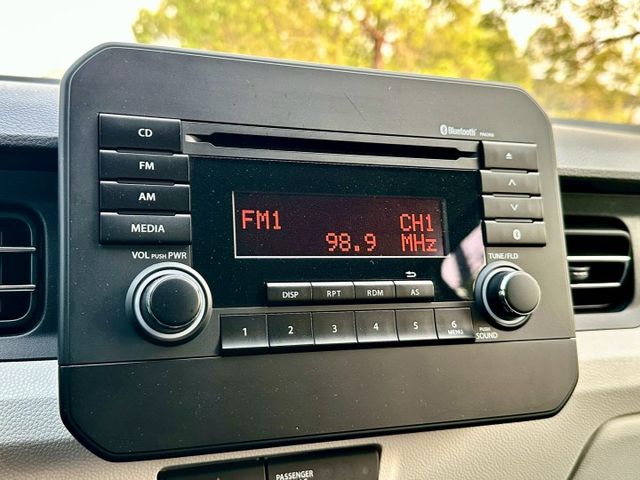 Bluetooth
CD
FM
AM
MEDIA
VOL PUSH PWR
FM1 CH1
98.9 MHz
TUNE/FLD
DISP RPT RDM AS
1 2 3 4 5 6
MENU
PUSH
SOUND
PASSENGER